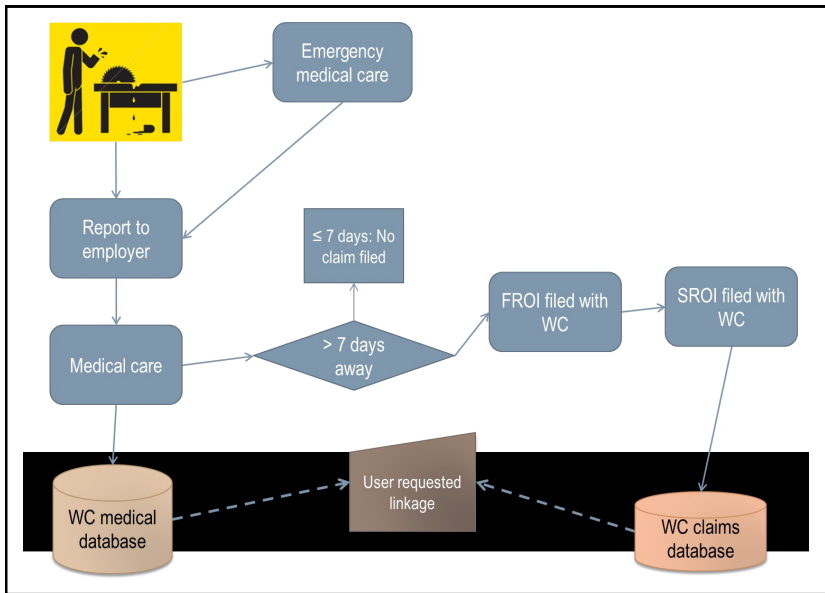 Emergency
medical care
Report to
employer
≤ 7 days: No
claim filed
FROI filed with
WC
SROI filed with
WC
Medical care
> 7 days
away
User requested
linkage
WC medical
database
WC claims
database